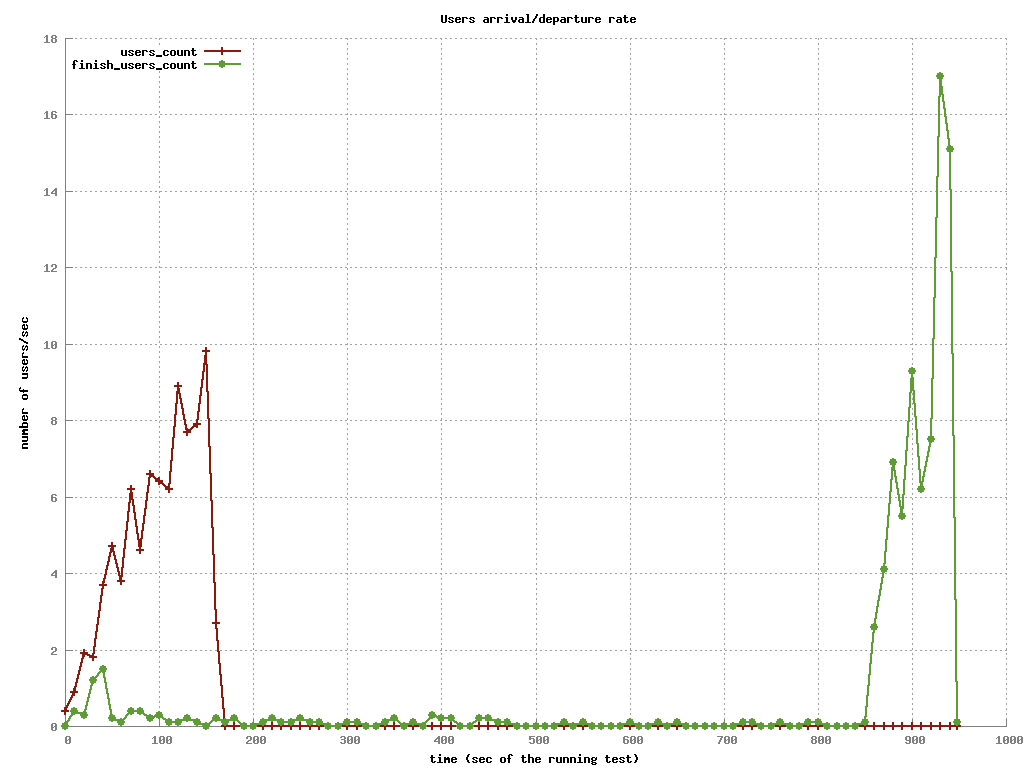 Users arrival/departure rate
users_count
finish_users_count
18
16
14
12
10
8
6
4
2
0
number of users/sec
0 100 200 300 400 500 600 700 800 900 1000
time (sec of the running test)